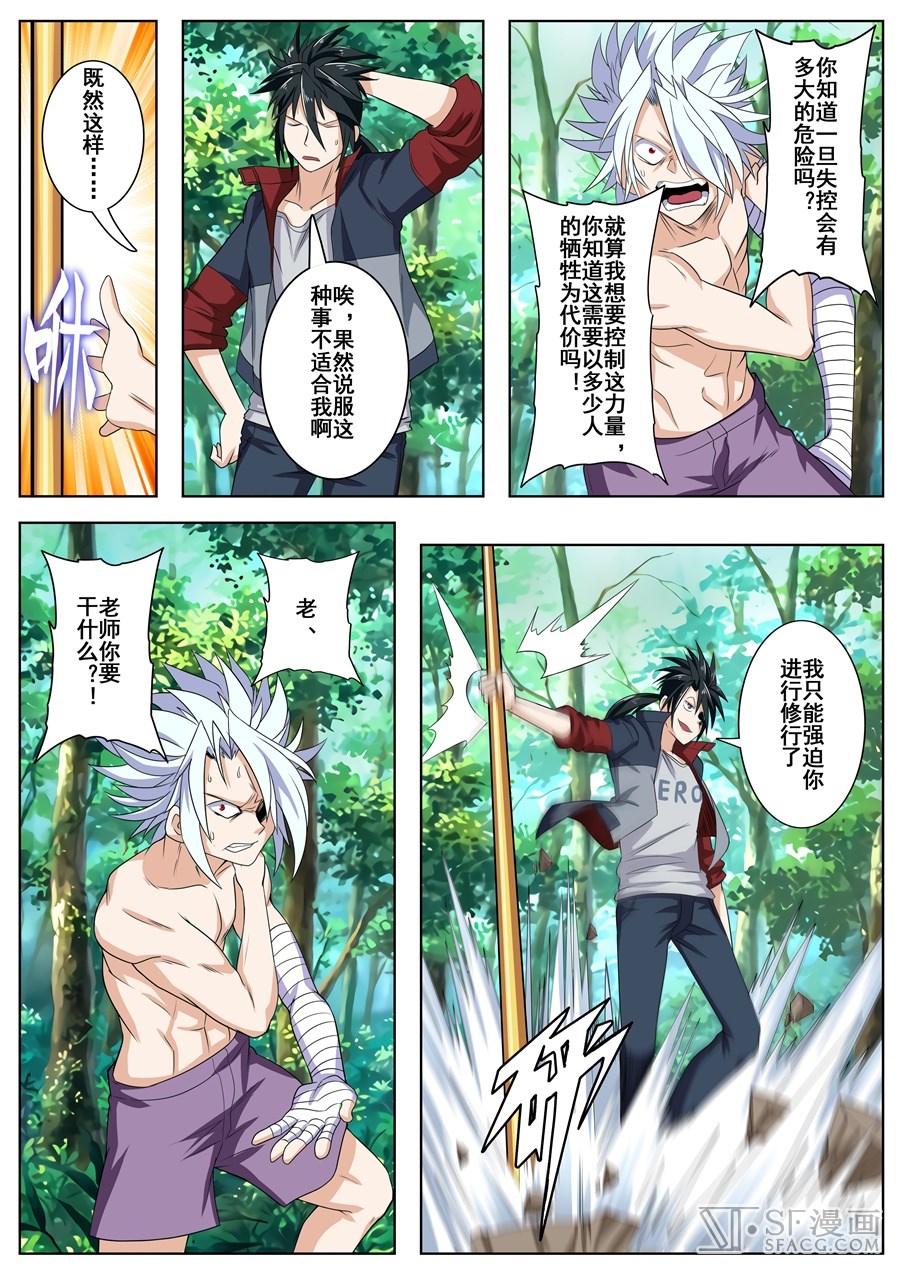 你知道一旦失控会有
多大的危险吗？
就算我想要控制这力量，
你知道这需要以多少人
的牺牲为代价吗！
唉，果然说服这
种事不适合我啊
既然这样……
咻
我只能强迫你
进行修行了
ERO
砰
老、
老师你要
干什么？！
SF漫画
SFACG.COM